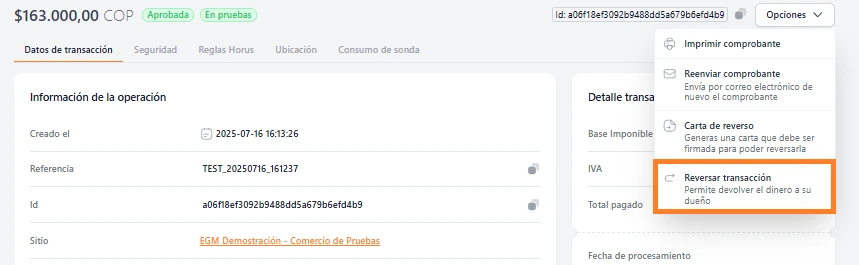 $163.000,00 COP Aprobada En pruebas Id: a06f18ef3092b9488dd5a679b6efd4b9 Opciones
Datos de transacción Seguridad Reglas Horus Ubicación Consumo de sonda
Imprimir comprobante
Reenviar comprobante
Envía por correo electrónico de
nuevo el comprobante
Carta de reverso
Generas una carta que debe ser
firmada para poder reversarla
Reversar transacción
Permite devolver el dinero a su
dueño
Información de la operación
Creado el 2025-07-16 16:13:26
Referencia TEST_20250716_161237
Id a06f18ef3092b9488dd5a679b6efd4b9
Sitio EGM Demostración - Comercio de Pruebas
Detalle transa
Base Imponible
IVA
Total pagado
Fecha de procesamiento